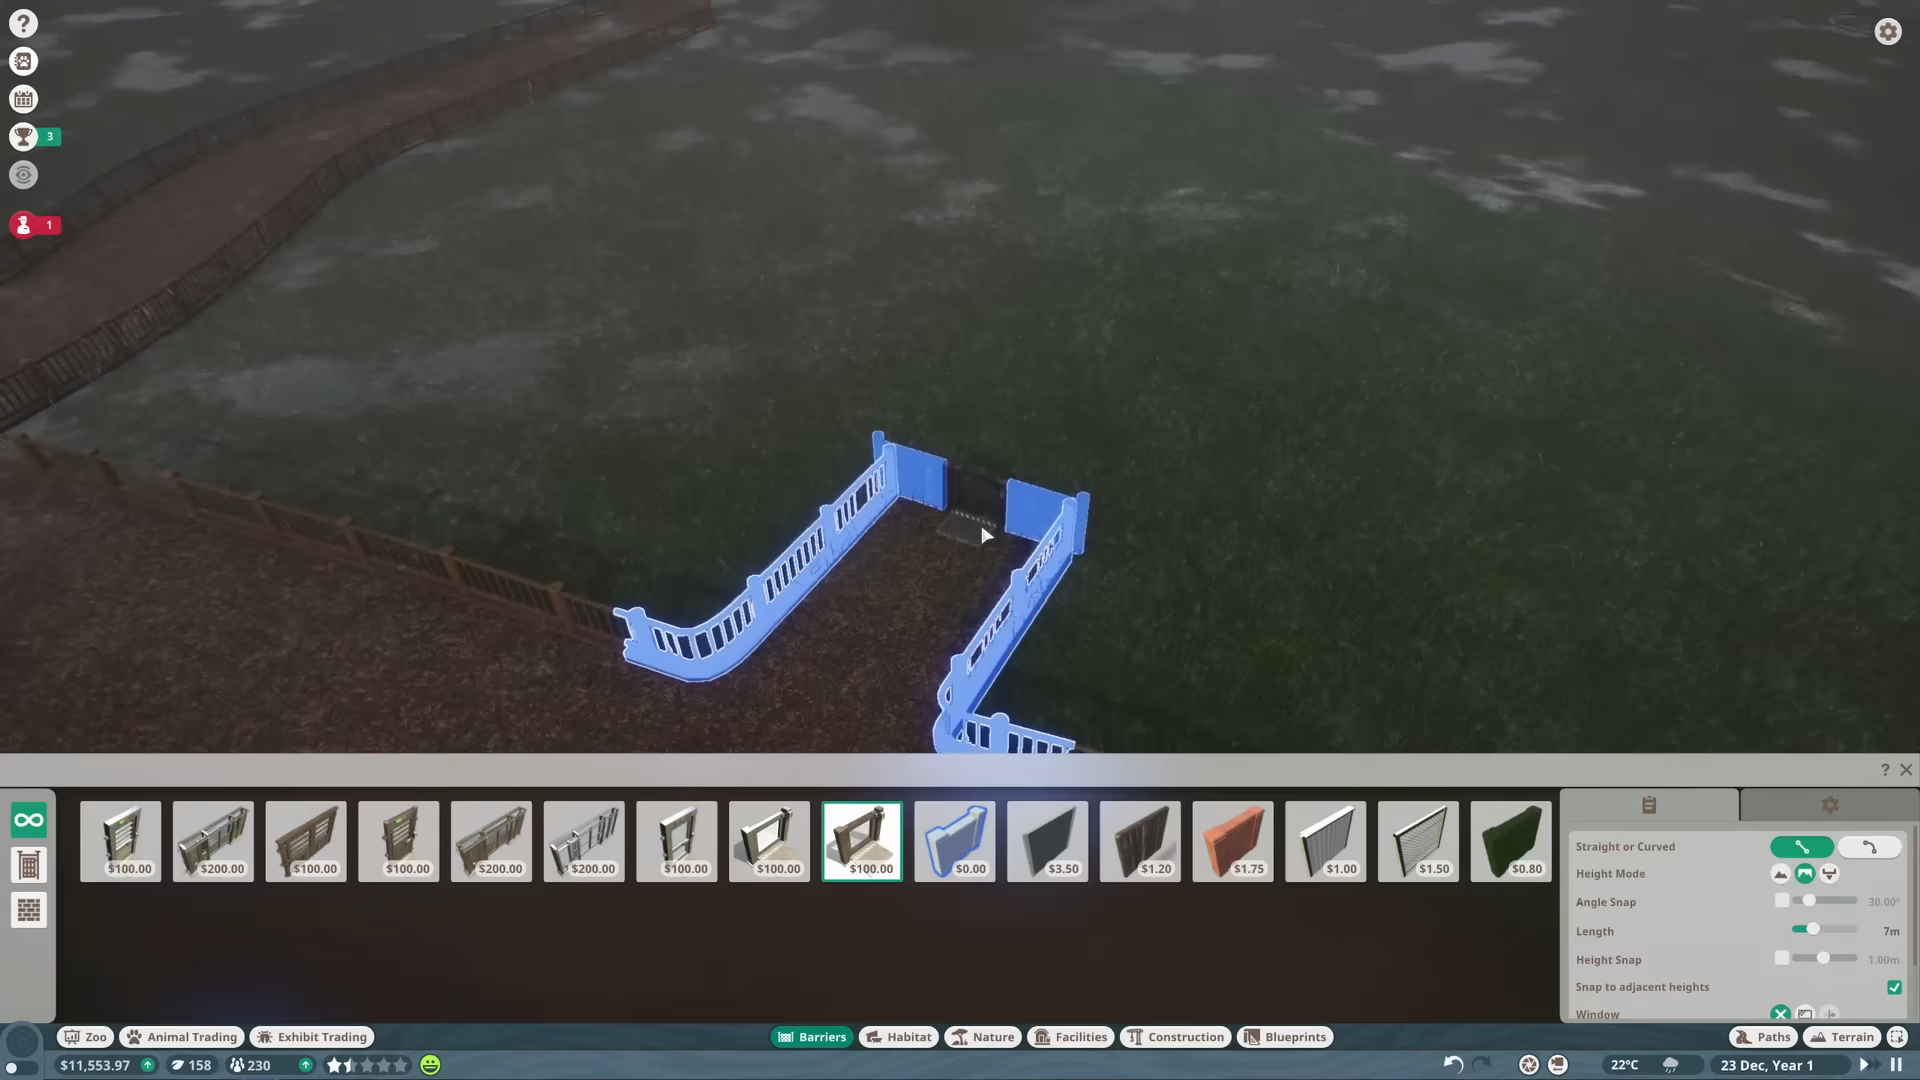 ?
3
1
? ×
$100.00 $200.00 $100.00 $100.00 $200.00 $200.00 $100.00 $100.00 $100.00 $0.00 $3.50 $1.20 $1.75 $1.00 $1.50 $0.80
Straight or Curved
Height Mode
Angle Snap 30.00°
Length 7m
Height Snap 1.00m
Snap to adjacent heights
Window
Zoo Animal Trading Exhibit Trading Barriers Habitat Nature Facilities Construction Blueprints Paths Terrain
$11,553.97 158 230 22°C 23 Dec, Year 1